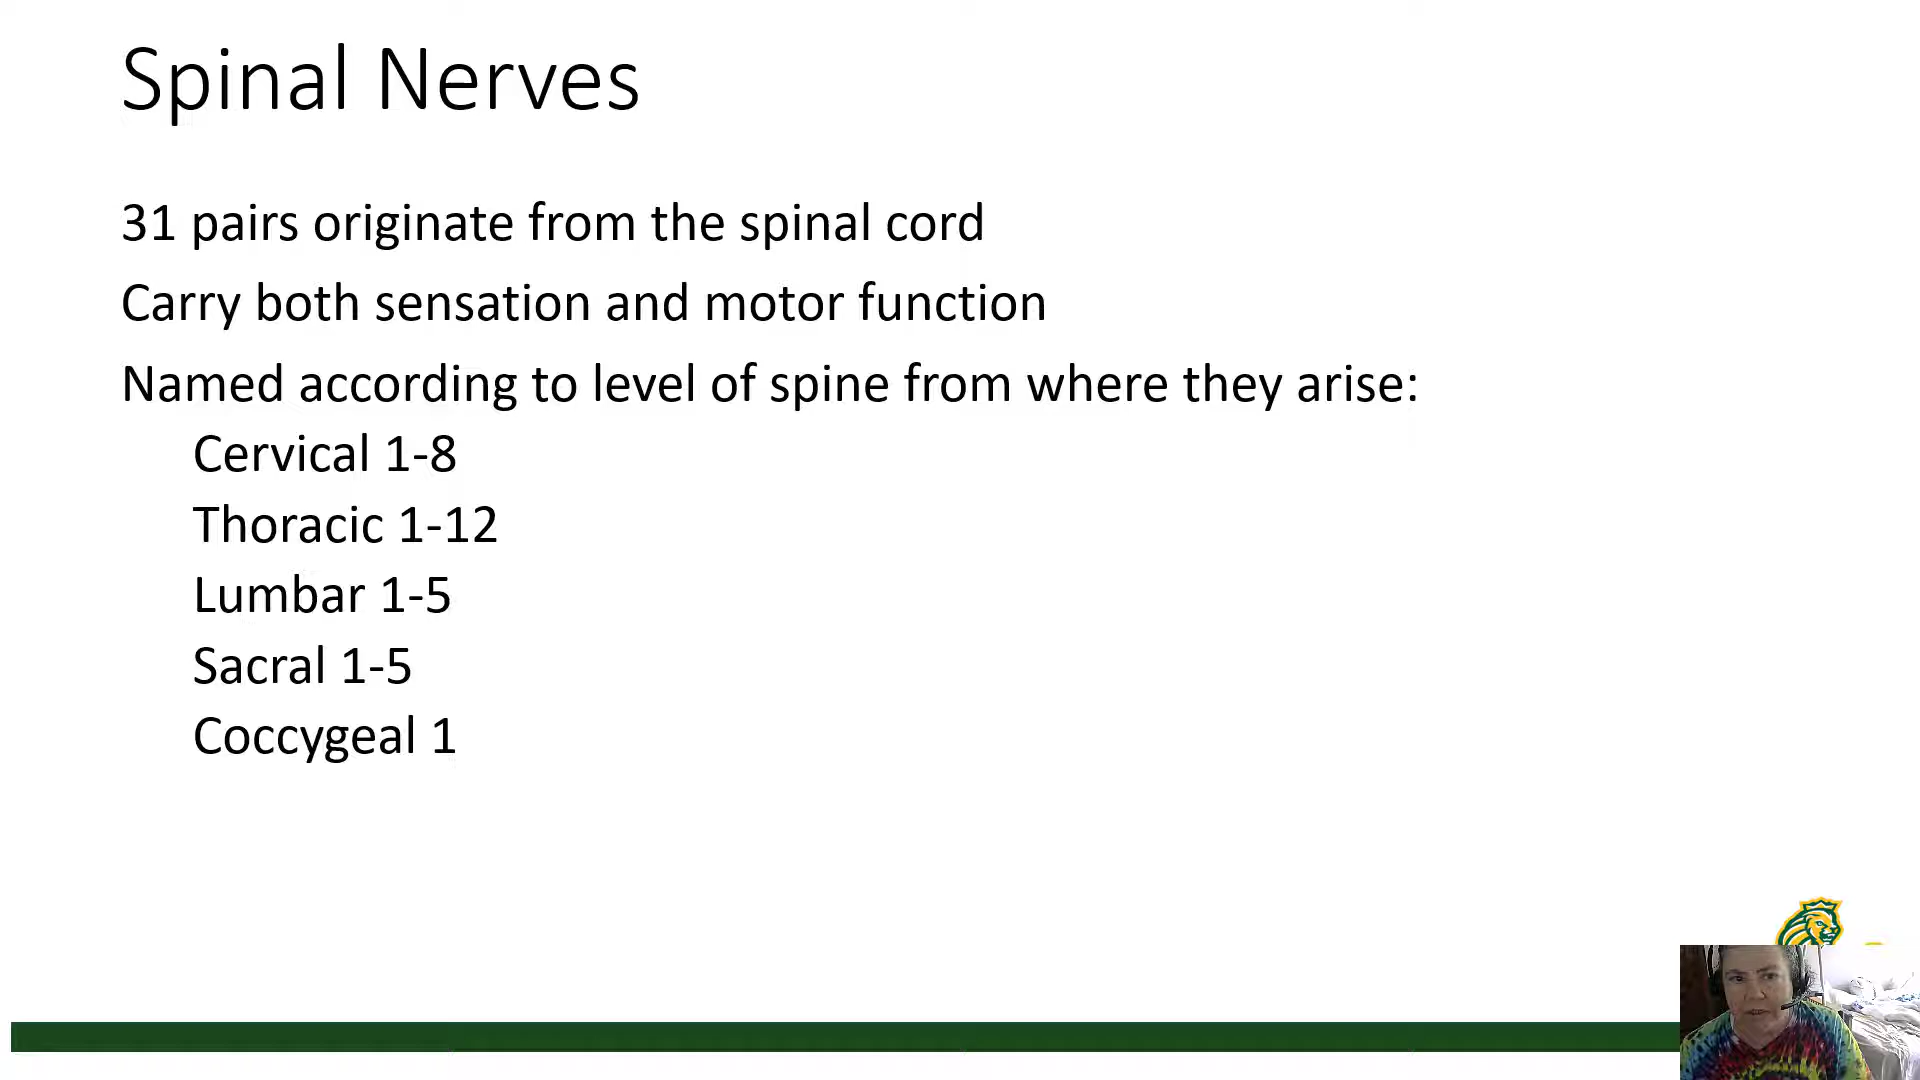 Spinal Nerves
31 pairs originate from the spinal cord
Carry both sensation and motor function
Named according to level of spine from where they arise:
Cervical 1-8
Thoracic 1-12
Lumbar 1-5
Sacral 1-5
Coccygeal 1